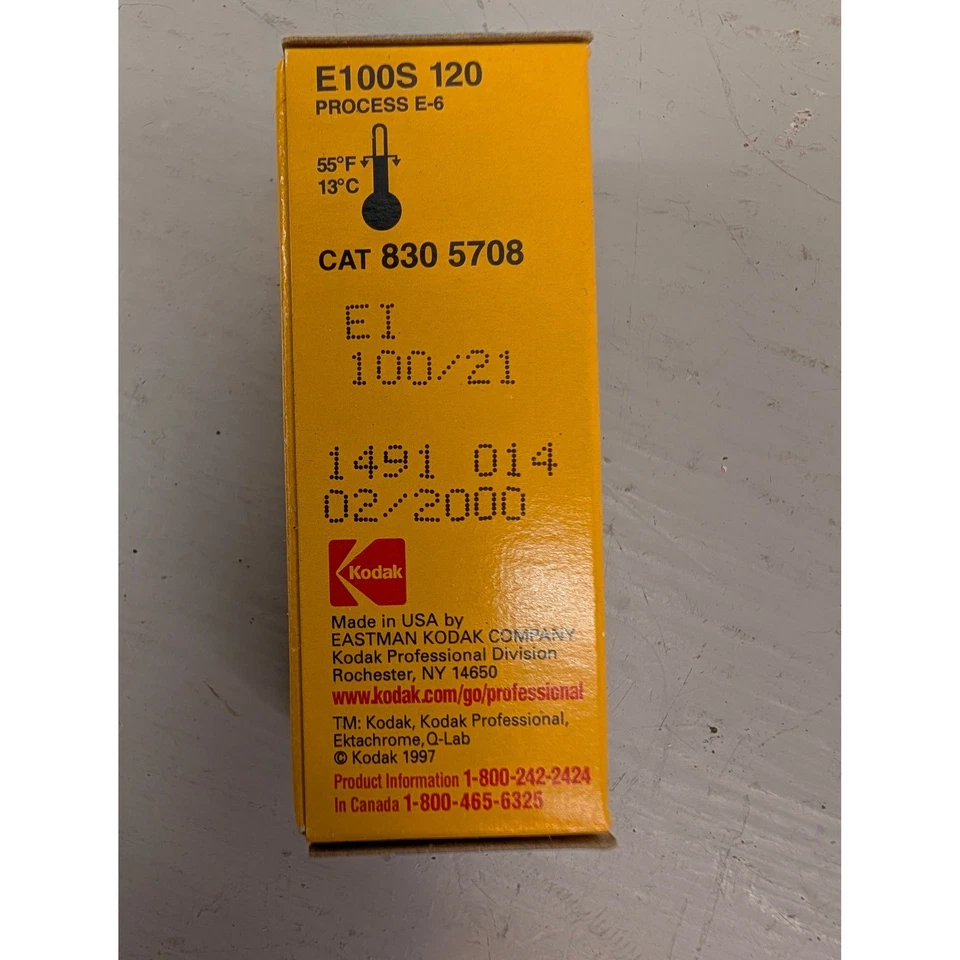 E100S 120
PROCESS E-6
55°F
13°C
CAT 830 5708
EI
100/21
1491 014
02/2000
Kodak
Made in USA by
EASTMAN KODAK COMPANY
Kodak Professional Division
Rochester, NY 14650
www.kodak.com/go/professional
TM: Kodak, Kodak Professional,
Ektachrome, Q-Lab
© Kodak 1997
Product Information 1-800-242-2424
In Canada 1-800-465-6325